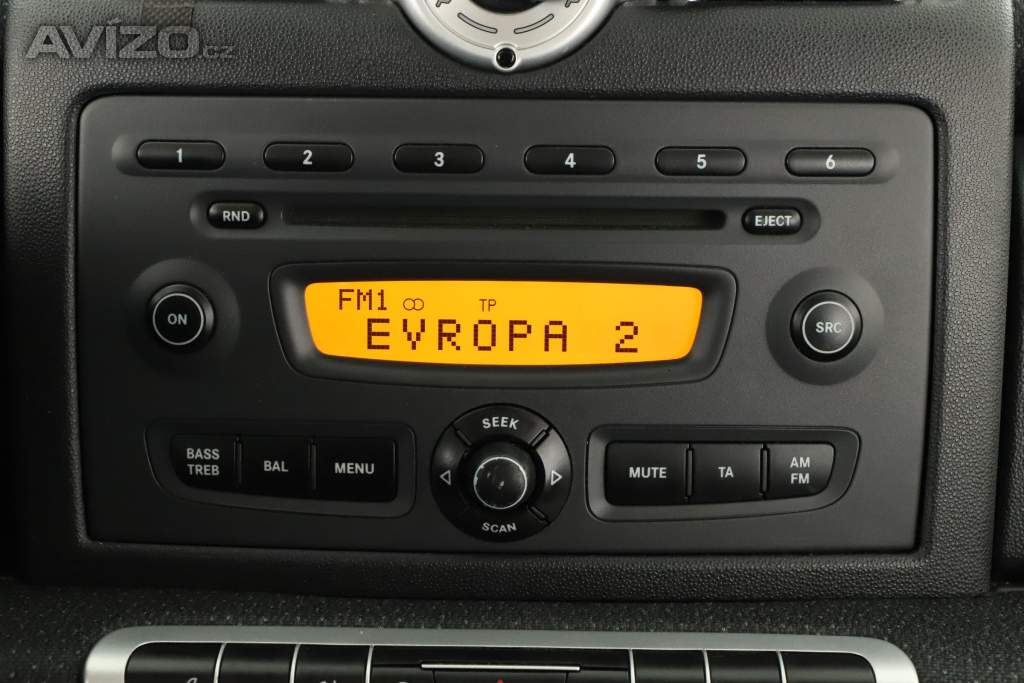 AVÍZO.cz
1 2 3 4 5 6
RND EJECT
FM1 TP
EVROPA 2
ON SRC
SEEK
BASS TREB BAL MENU MUTE TA AM FM
SCAN